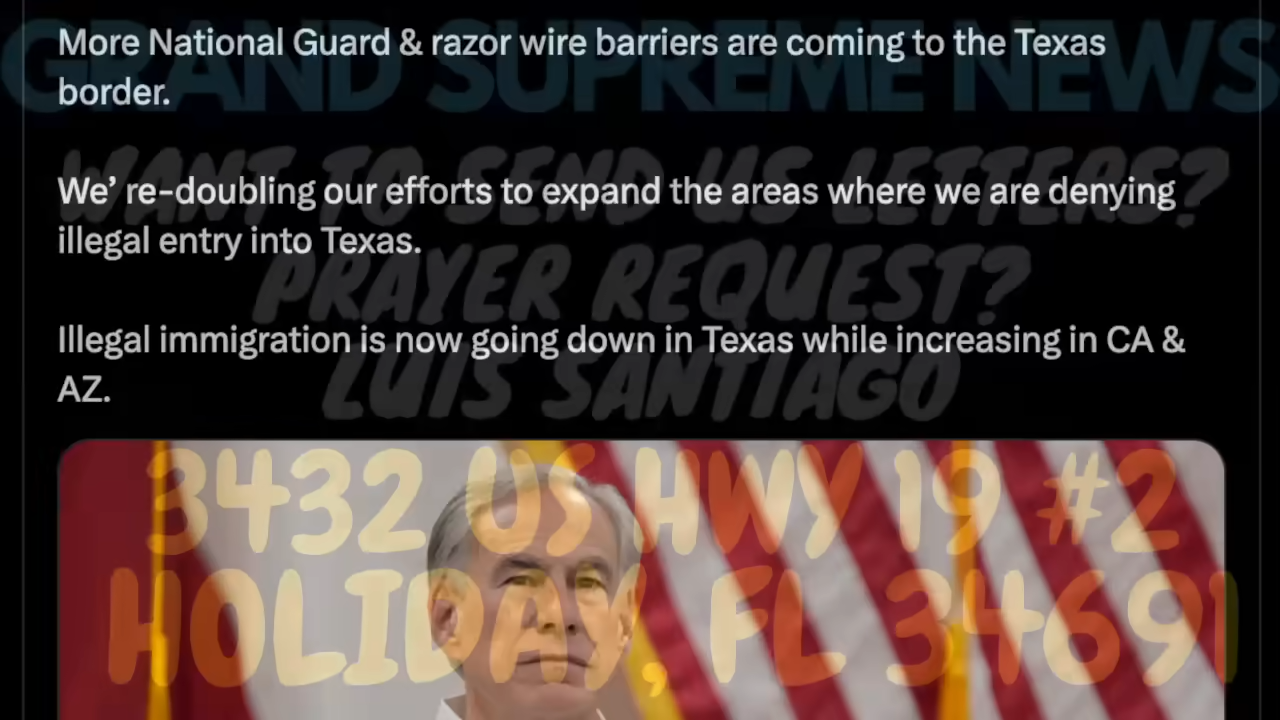 GRAND SUPREME NEWS
More National Guard & razor wire barriers are coming to the Texas
border.
WANT TO SEND US LETTERS?
We’ re-doubling our efforts to expand the areas where we are denying
illegal entry into Texas.
PRAYER REQUEST?
Illegal immigration is now going down in Texas while increasing in CA &
AZ.
LUIS SANTIAGO
3432 US HWY 19 #2
HOLIDAY, FL 34691